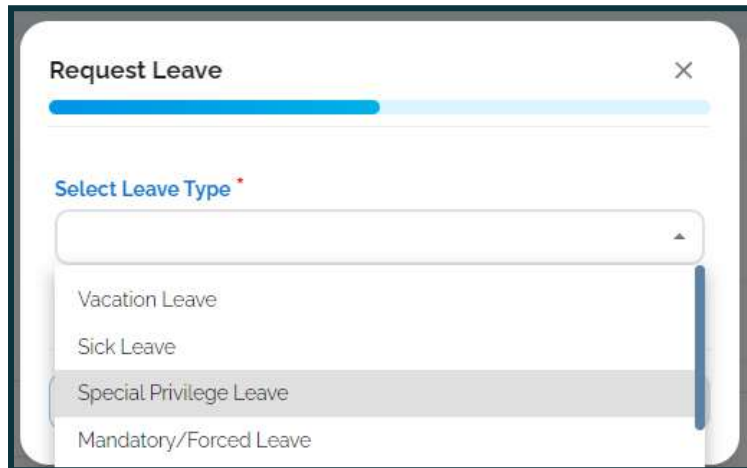 Request Leave
Select Leave Type *
Vacation Leave
Sick Leave
Special Privilege Leave
Mandatory/Forced Leave